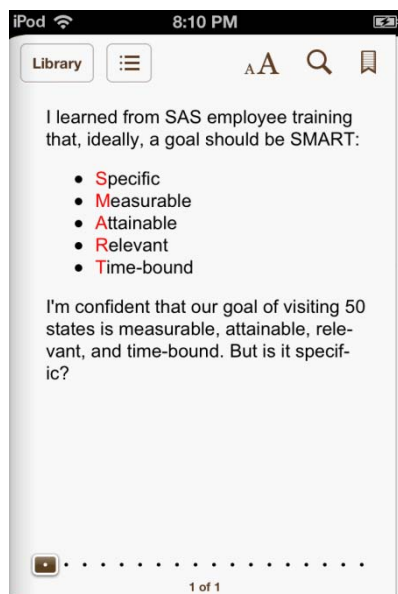 iPod 8:10 PM
Library AA
I learned from SAS employee training
that, ideally, a goal should be SMART:
• Specific
• Measurable
• Attainable
• Relevant
• Time-bound
I'm confident that our goal of visiting 50
states is measurable, attainable, rele-
vant, and time-bound. But is it specif-
ic?
1 of 1